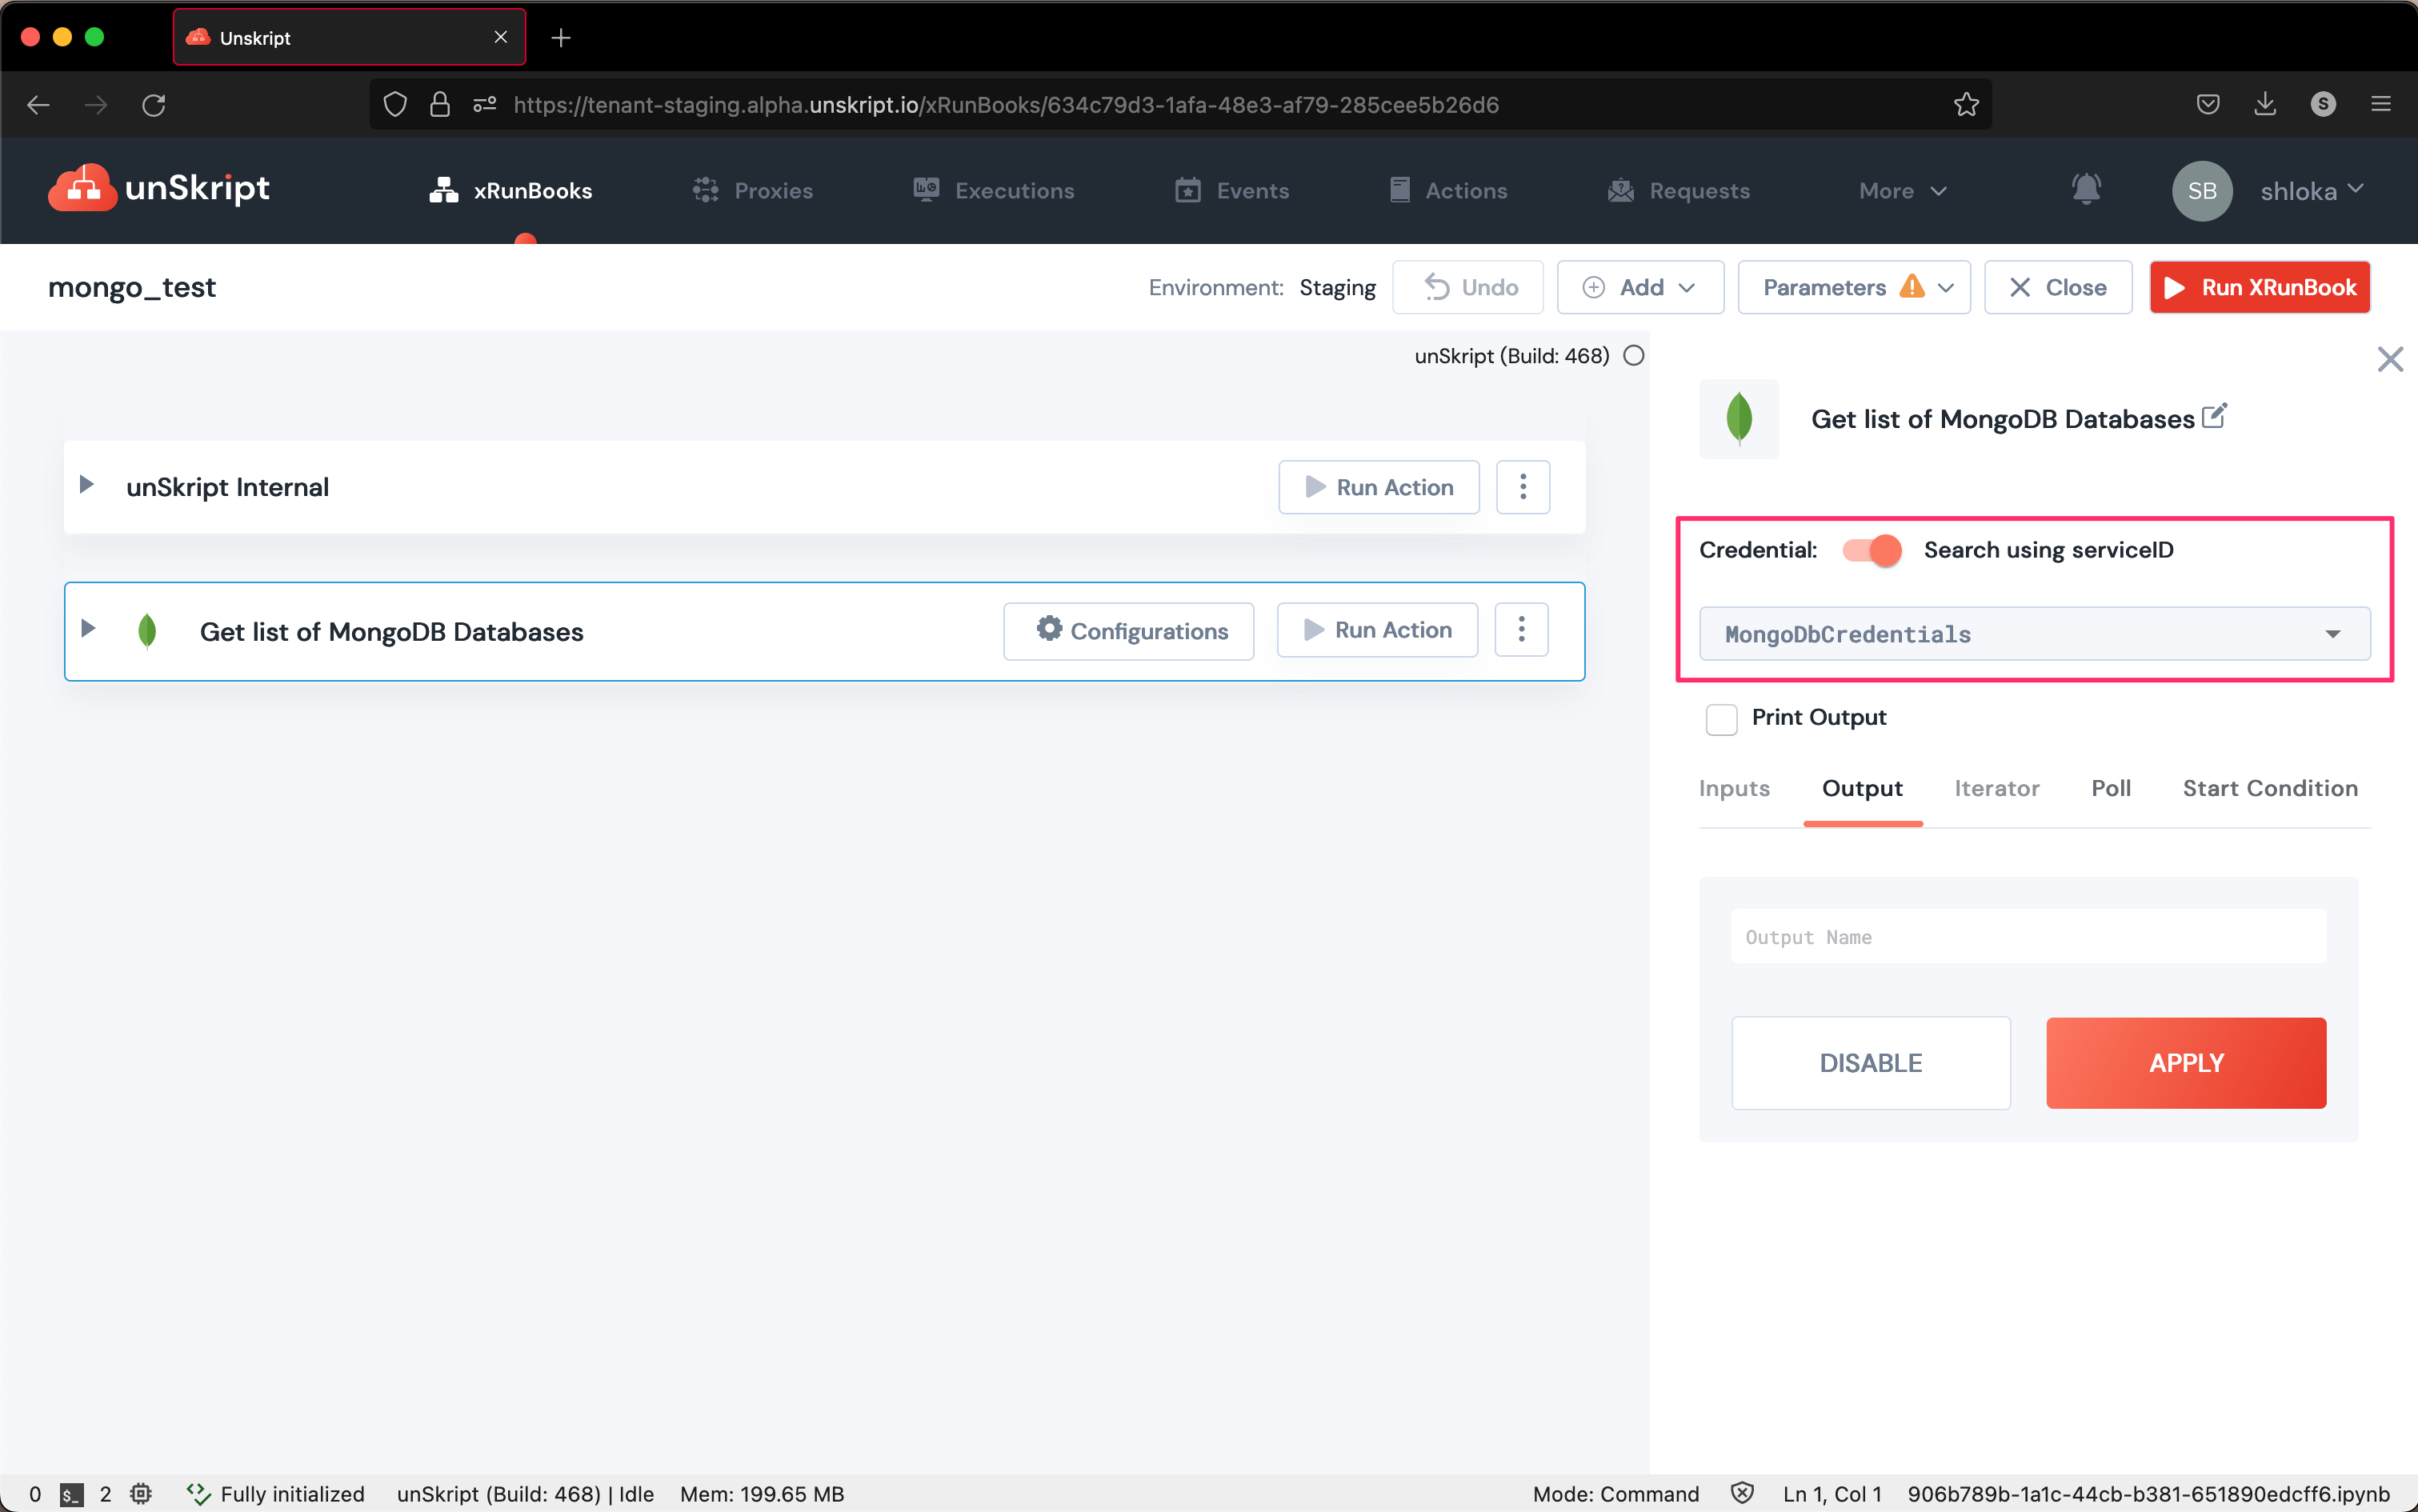 Unskript
https://tenant-staging.alpha.unskript.io/xRunBooks/634c79d3-1afa-48e3-af79-285cee5b26d6
S
unSkript
xRunBooks
Proxies
Executions
Events
Actions
Requests
More
SB
shloka
mongo_test
Environment: Staging
Undo
Add
Parameters
Close
Run XRunBook
unSkript (Build: 468)
unSkript Internal
Run Action
Get list of MongoDB Databases
Configurations
Run Action
Get list of MongoDB Databases
Credential:
Search using serviceID
MongoDbCredentials
Print Output
Inputs
Output
Iterator
Poll
Start Condition
Output Name
DISABLE
APPLY
0
$_
2
Fully initialized
unSkript (Build: 468) | Idle
Mem: 199.65 MB
Mode: Command
Ln 1, Col 1
906b789b-1a1c-44cb-b381-651890edcff6.ipynb